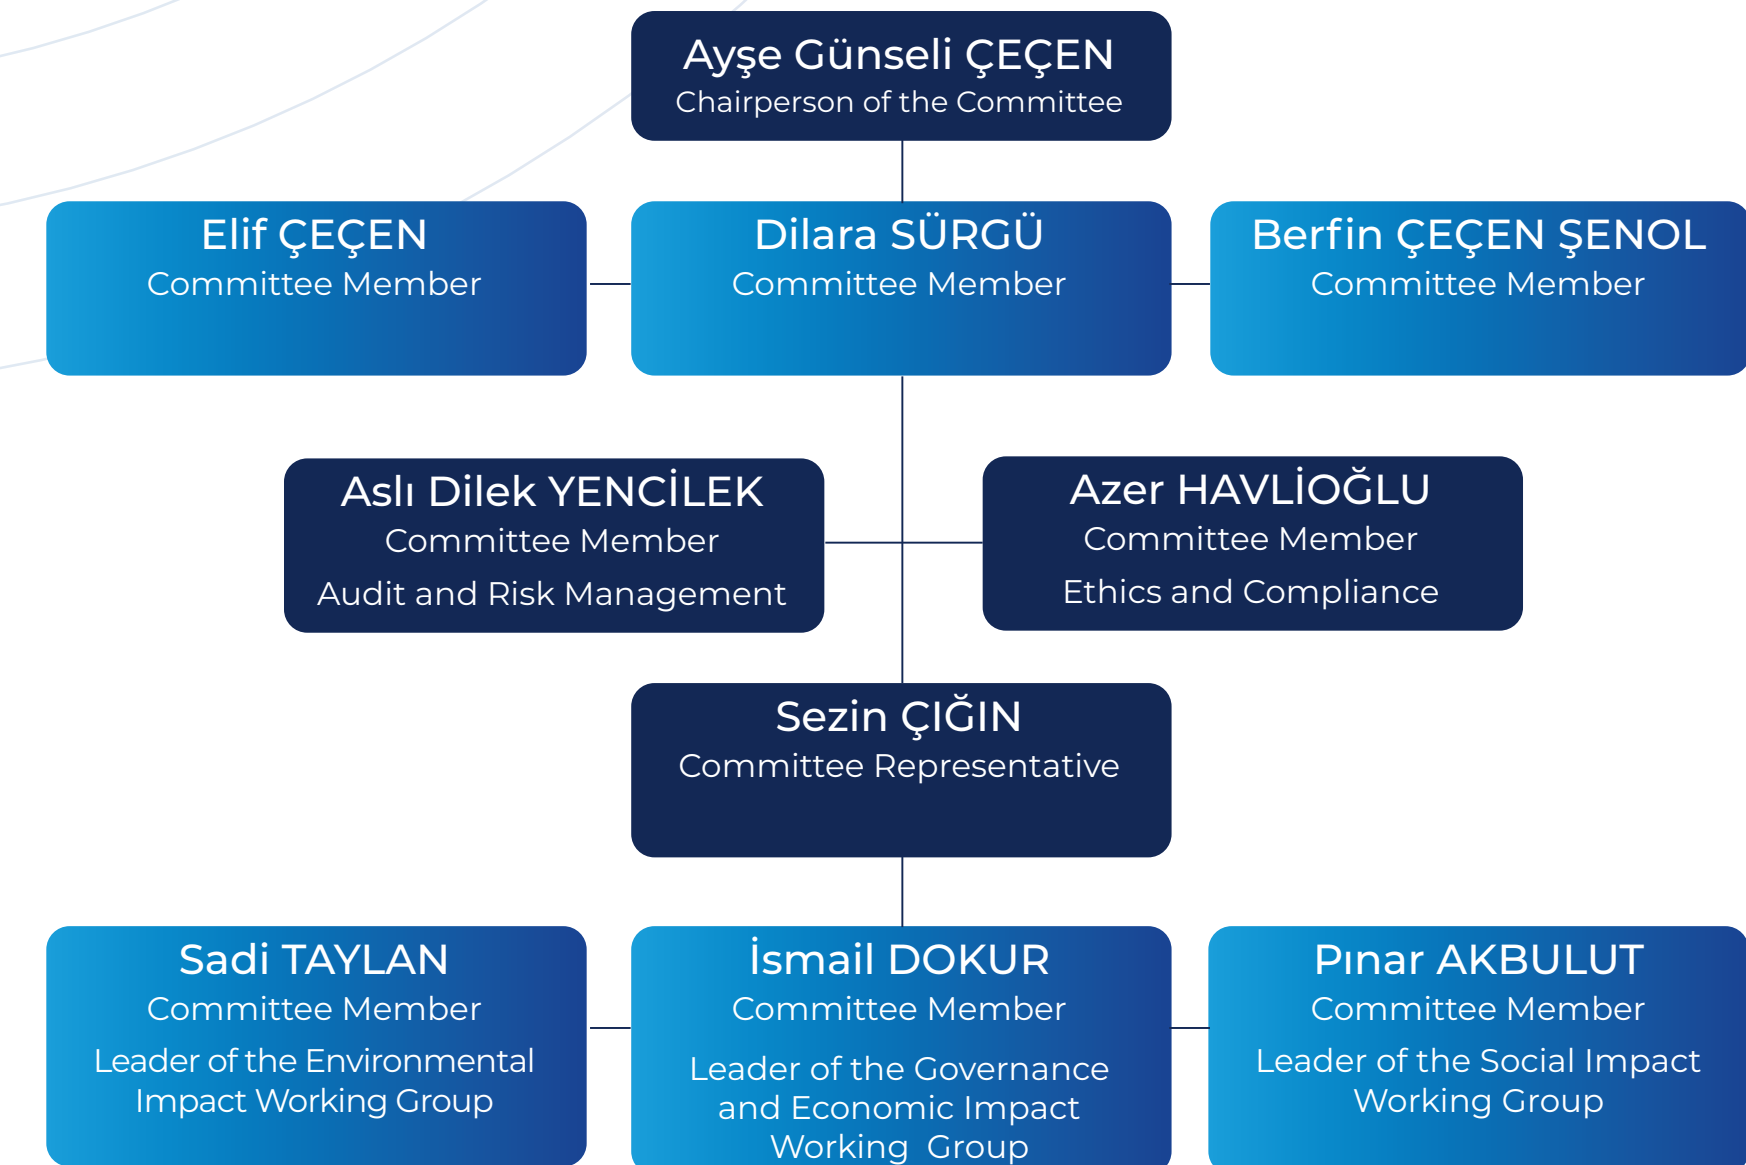 Ayşe Günseli ÇEÇEN
Chairperson of the Committee
Elif ÇEÇEN
Committee Member
Dilara SÜRGÜ
Committee Member
Berfin ÇEÇEN ŞENOL
Committee Member
Aslı Dilek YENCİLEK
Committee Member
Audit and Risk Management
Azer HAVLİOĞLU
Committee Member
Ethics and Compliance
Sezin ÇIĞIN
Committee Representative
Sadi TAYLAN
Committee Member
Leader of the Environmental
Impact Working Group
İsmail DOKUR
Committee Member
Leader of the Governance
and Economic Impact
Working Group
Pınar AKBULUT
Committee Member
Leader of the Social Impact
Working Group